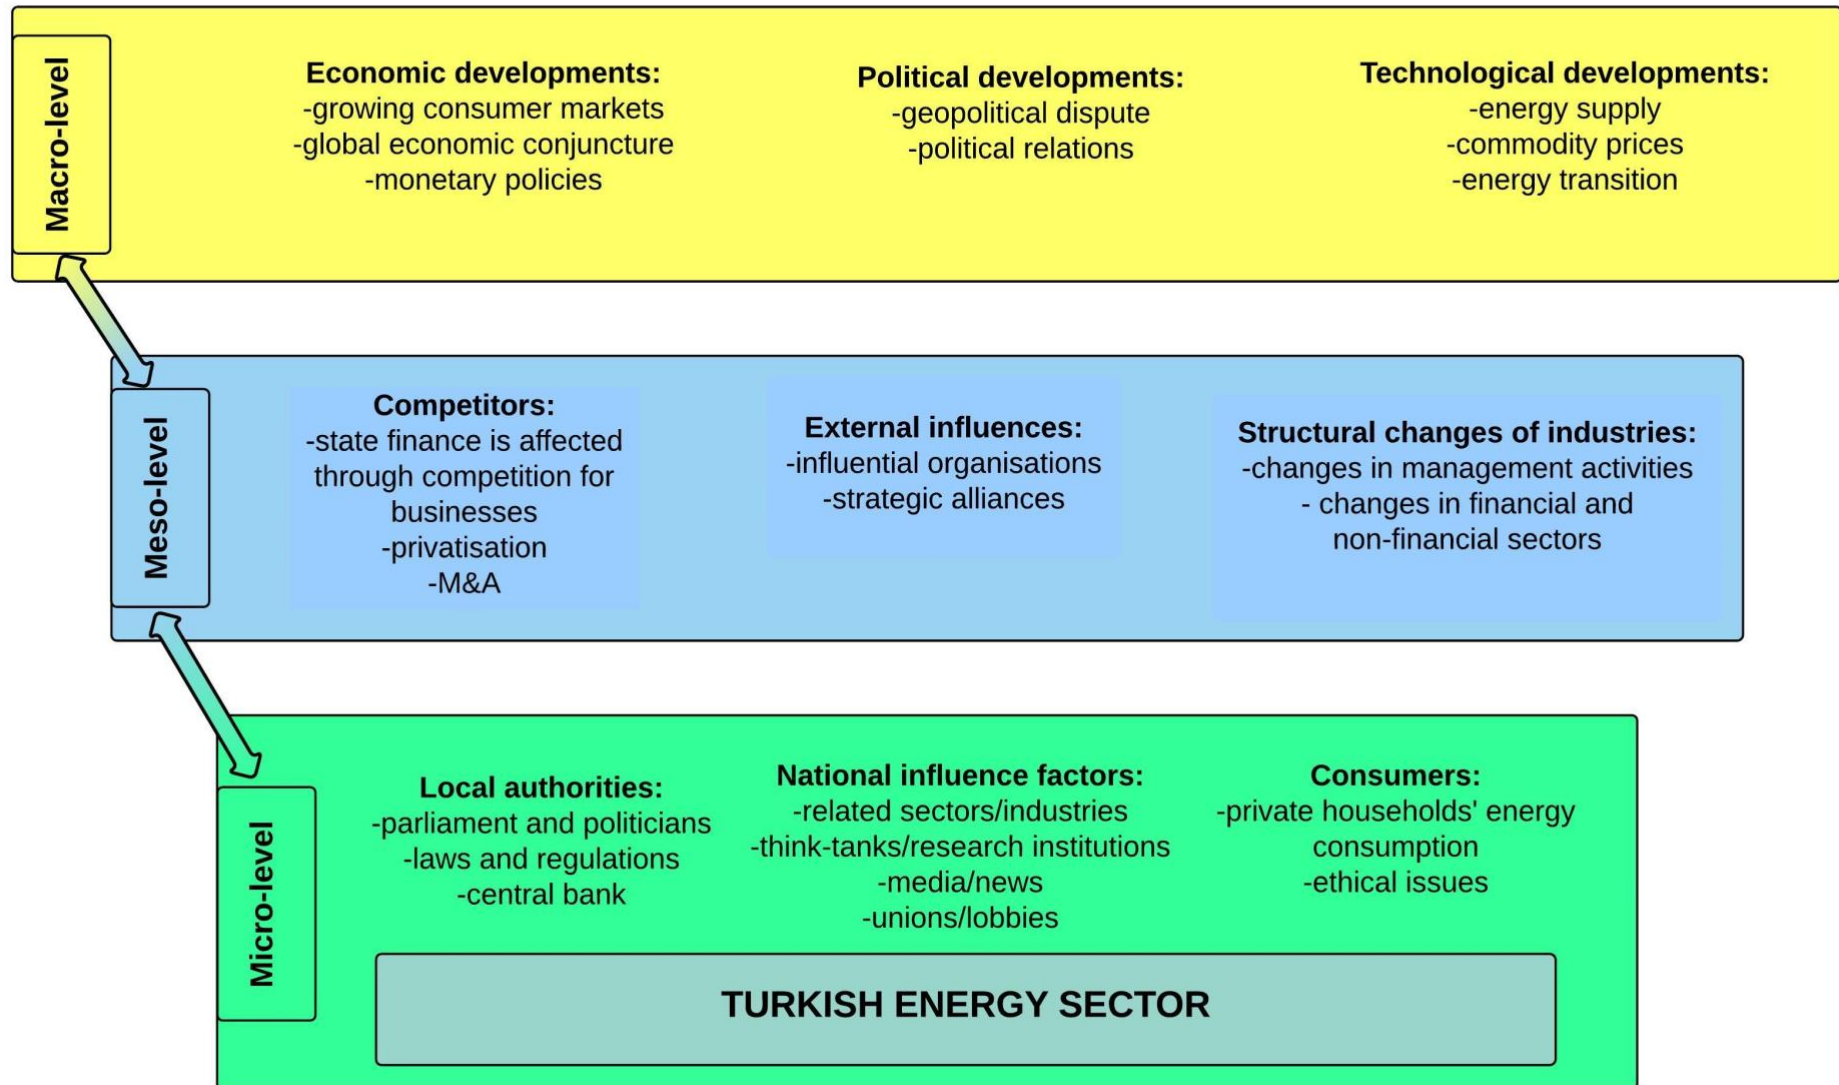 Macro-level
Economic developments:
-growing consumer markets
-global economic conjuncture
-monetary policies
Political developments:
-geopolitical dispute
-political relations
Technological developments:
-energy supply
-commodity prices
-energy transition
Meso-level
Competitors:
-state finance is affected
through competition for
businesses
-privatisation
-M&A
External influences:
-influential organisations
-strategic alliances
Structural changes of industries:
-changes in management activities
- changes in financial and
non-financial sectors
Micro-level
Local authorities:
-parliament and politicians
-laws and regulations
-central bank
National influence factors:
-related sectors/industries
-think-tanks/research institutions
-media/news
-unions/lobbies
Consumers:
-private households' energy
consumption
-ethical issues
TURKISH ENERGY SECTOR